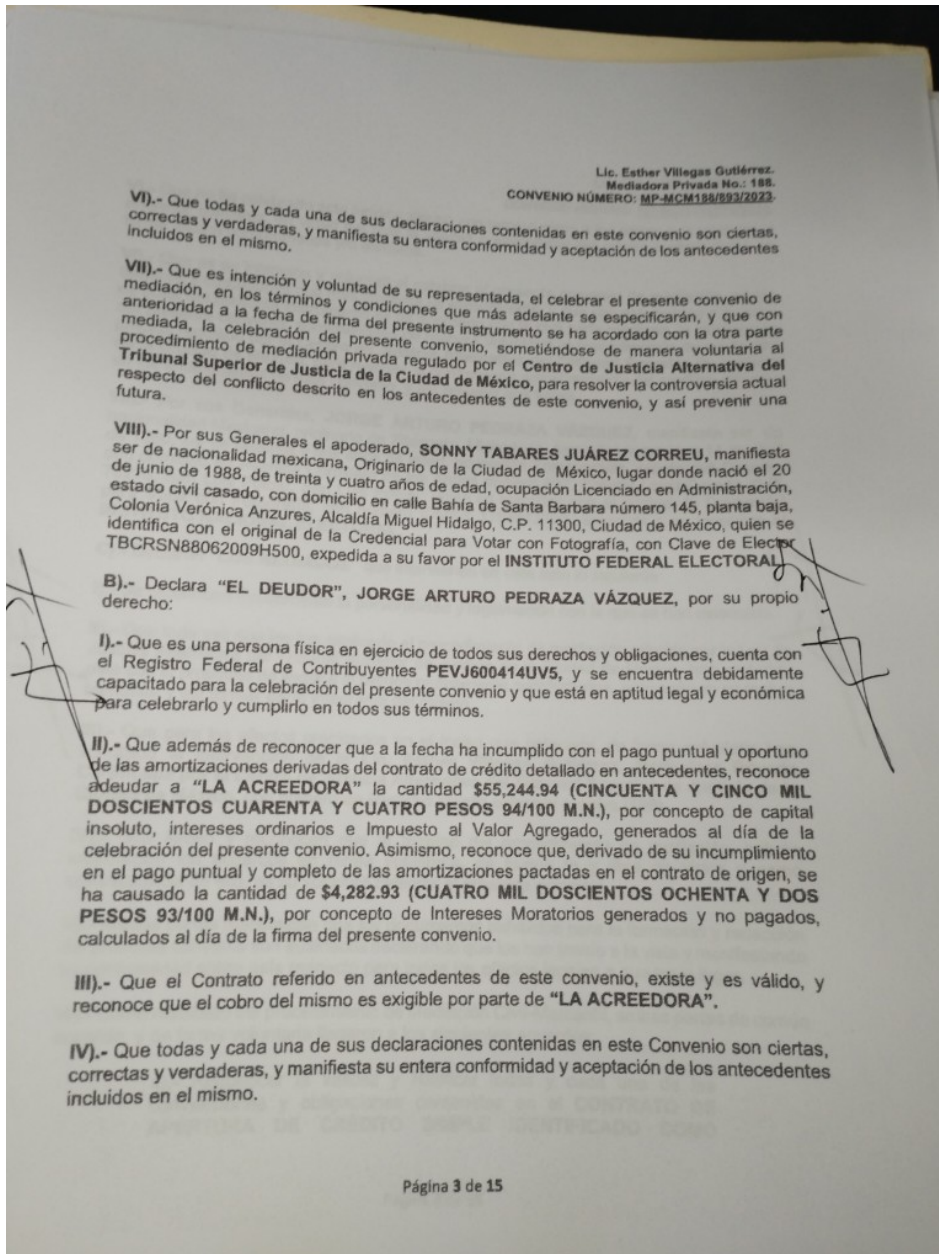 Lic. Esther Villegas Gutiérrez.
Mediadora Privada No.: 188.
CONVENIO NÚMERO: MP-MCM188/893/2023.
VI).- Que todas y cada una de sus declaraciones contenidas en este convenio son ciertas,
correctas y verdaderas, y manifiesta su entera conformidad y aceptación de los antecedentes
incluidos en el mismo.
VII).- Que es intención y voluntad de su representada, el celebrar el presente convenio de
mediación, en los términos y condiciones que más adelante se especificarán, y que con
anterioridad a la fecha de firma del presente instrumento se ha acordado con la otra parte
mediada, la celebración del presente convenio, sometiéndose de manera voluntaria al
procedimiento de mediación privada regulado por el Centro de Justicia Alternativa del
Tribunal Superior de Justicia de la Ciudad de México, para resolver la controversia actual
respecto del conflicto descrito en los antecedentes de este convenio, y así prevenir una
futura.
VIII).- Por sus Generales el apoderado, SONNY TABARES JUÁREZ CORREU, manifiesta
ser de nacionalidad mexicana, Originario de la Ciudad de México, lugar donde nació el 20
de junio de 1988, de treinta y cuatro años de edad, ocupación Licenciado en Administración,
estado civil casado, con domicilio en calle Bahía de Santa Barbara número 145, planta baja,
Colonia Verónica Anzures, Alcaldía Miguel Hidalgo, C.P. 11300, Ciudad de México, quien se
identifica con el original de la Credencial para Votar con Fotografía, con Clave de Elector
TBCRSN88062009H500, expedida a su favor por el INSTITUTO FEDERAL ELECTORAL.
B).- Declara “EL DEUDOR”, JORGE ARTURO PEDRAZA VÁZQUEZ, por su propio
derecho:
I).- Que es una persona física en ejercicio de todos sus derechos y obligaciones, cuenta con
el Registro Federal de Contribuyentes PEVJ600414UV5, y se encuentra debidamente
capacitado para la celebración del presente convenio y que está en aptitud legal y económica
para celebrarlo y cumplirlo en todos sus términos.
II).- Que además de reconocer que a la fecha ha incumplido con el pago puntual y oportuno
de las amortizaciones derivadas del contrato de crédito detallado en antecedentes, reconoce
adeudar a “LA ACREEDORA” la cantidad $55,244.94 (CINCUENTA Y CINCO MIL
DOSCIENTOS CUARENTA Y CUATRO PESOS 94/100 M.N.), por concepto de capital
insoluto, intereses ordinarios e Impuesto al Valor Agregado, generados al día de la
celebración del presente convenio. Asimismo, reconoce que, derivado de su incumplimiento
en el pago puntual y completo de las amortizaciones pactadas en el contrato de origen, se
ha causado la cantidad de $4,282.93 (CUATRO MIL DOSCIENTOS OCHENTA Y DOS
PESOS 93/100 M.N.), por concepto de Intereses Moratorios generados y no pagados,
calculados al día de la firma del presente convenio.
III).- Que el Contrato referido en antecedentes de este convenio, existe y es válido, y
reconoce que el cobro del mismo es exigible por parte de “LA ACREEDORA”.
IV).- Que todas y cada una de sus declaraciones contenidas en este Convenio son ciertas,
correctas y verdaderas, y manifiesta su entera conformidad y aceptación de los antecedentes
incluidos en el mismo.
Página 3 de 15